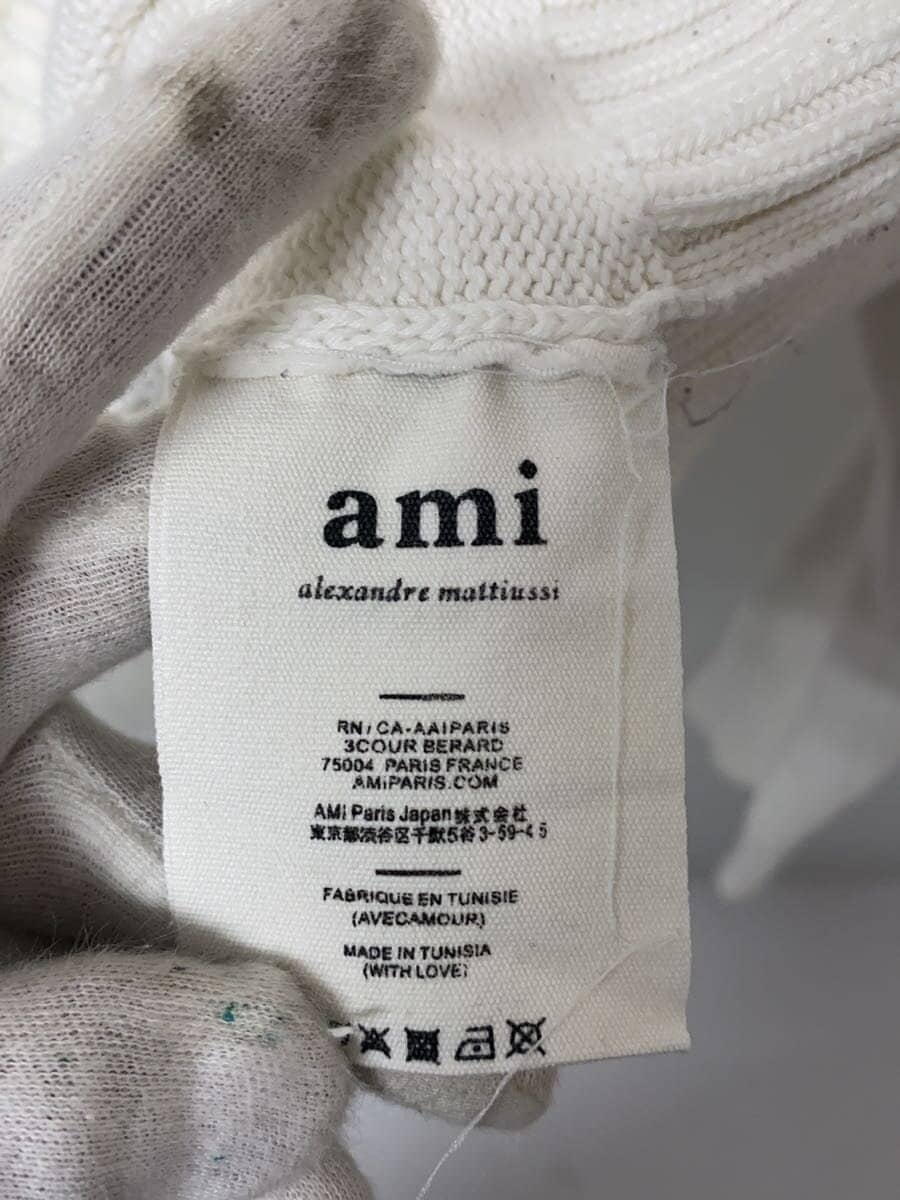 ami
alexandre mattiussi
RN/CA-AAIPARIS
3COUR BERARD
75004 PARIS FRANCE
AMiPARIS.COM
AMi Paris Japan株式会社
東京都渋谷区千駄5谷3-59-4 5
FABRIQUE EN TUNISIE
(AVECAMOUR)
MADE IN TUNISIA
(WITH LOVE)